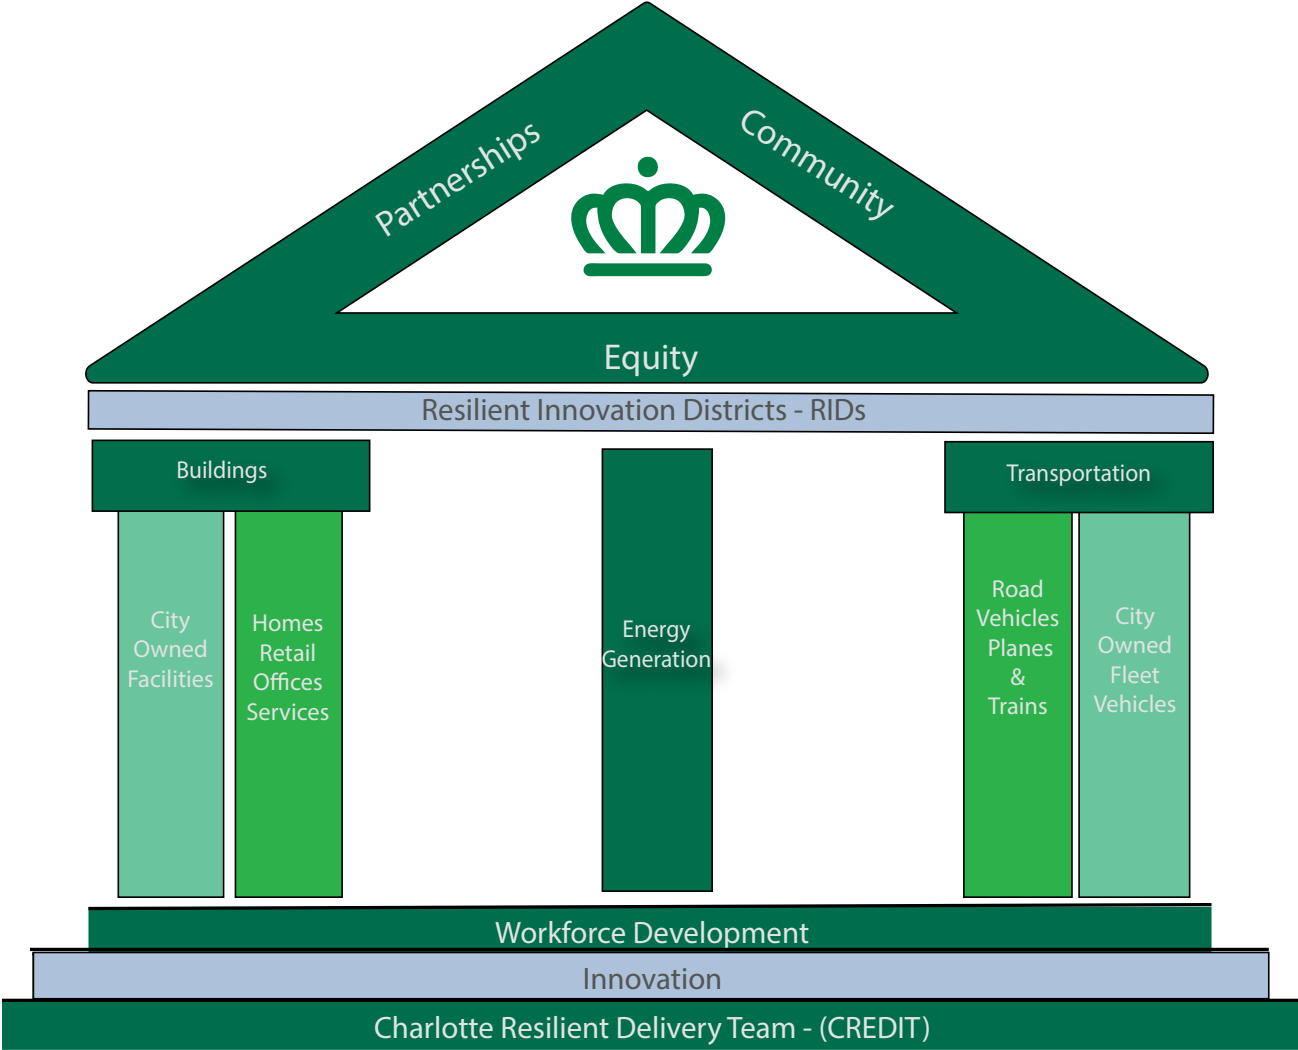 Partnerships
Community
Equity
Resilient Innovation Districts - RIDs
Buildings
Transportation
City
Owned
Facilities
Homes
Retail
Offices
Services
Energy
Generation
Road
Vehicles
Planes
&
Trains
City
Owned
Fleet
Vehicles
Workforce Development
Innovation
Charlotte Resilient Delivery Team - (CREDIT)